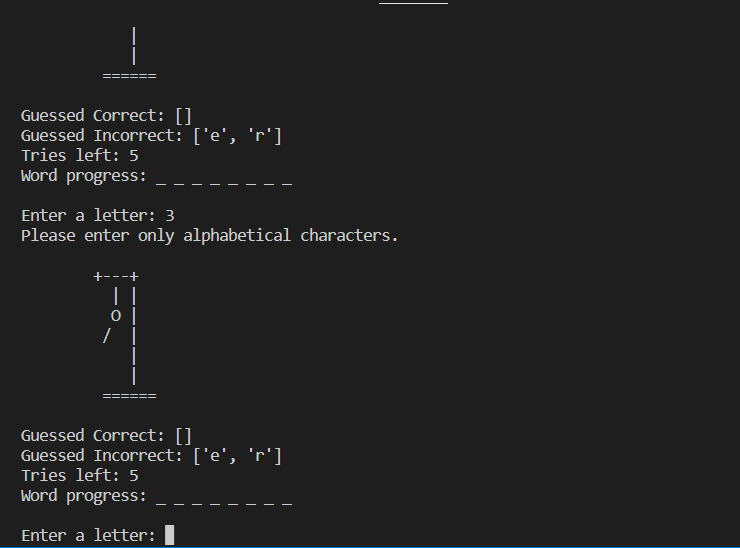 |
            |
         ======

Guessed Correct: []
Guessed Incorrect: ['e', 'r']
Tries left: 5
Word progress: _ _ _ _ _ _ _ _

Enter a letter: 3
Please enter only alphabetical characters.

        +---+
          | |
          O |
         /  |
            |
            |
         ======

Guessed Correct: []
Guessed Incorrect: ['e', 'r']
Tries left: 5
Word progress: _ _ _ _ _ _ _ _

Enter a letter: